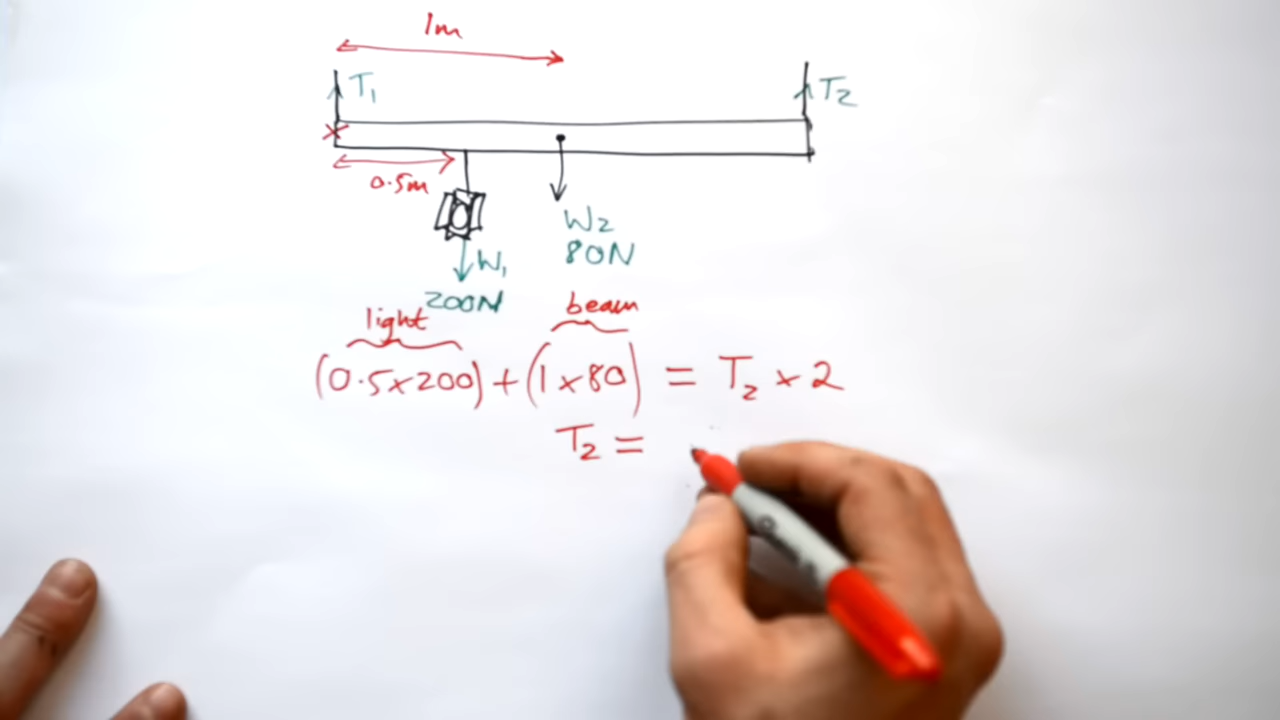 1m
T1 T2
0.5m
W2
80N
W1
200N
light beam
(0.5×200)+(1×80) = T2 × 2
T2 =